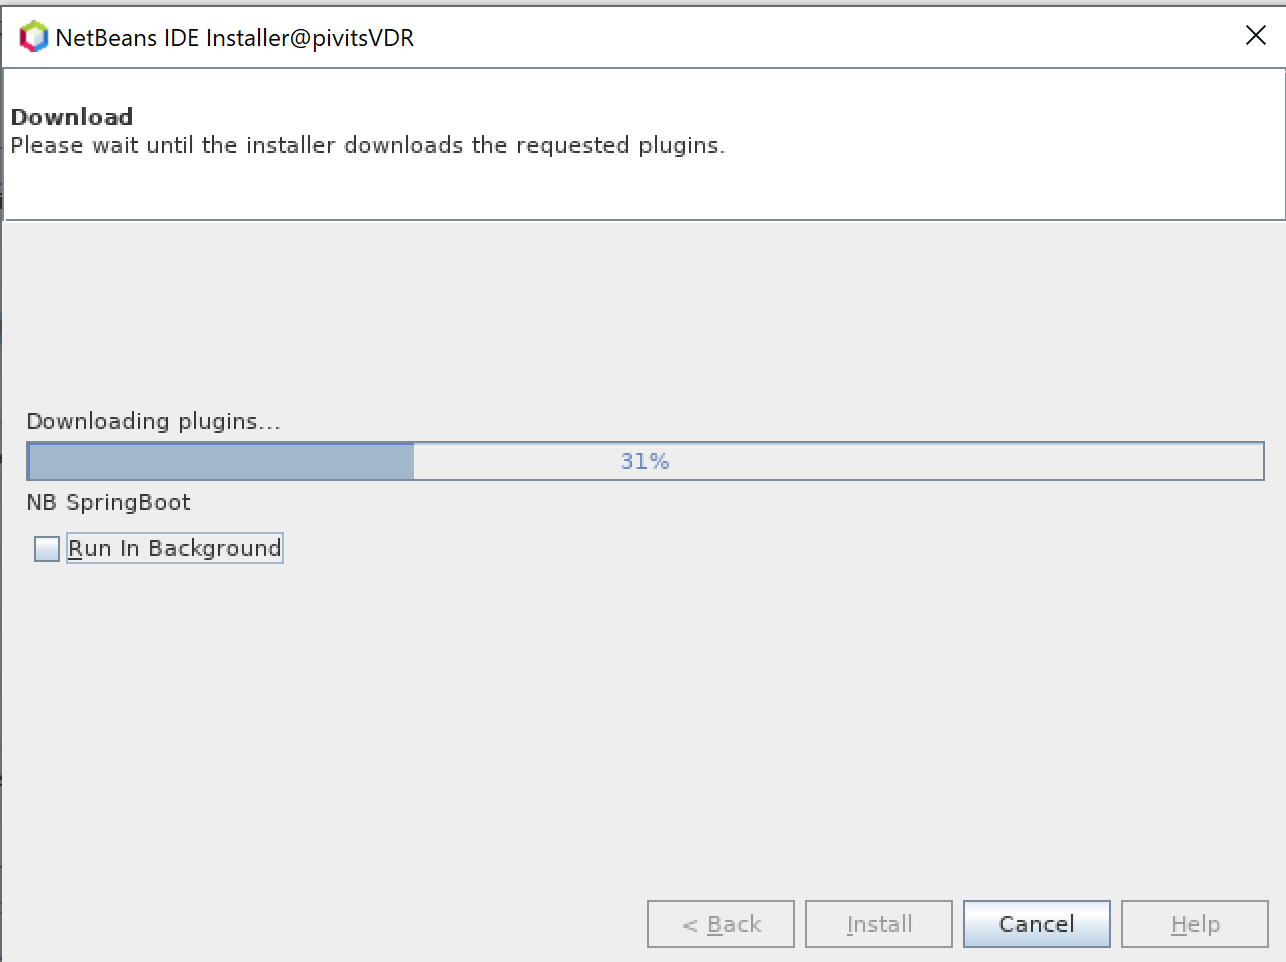 NetBeans IDE Installer@pivitsVDR
Download
Please wait until the installer downloads the requested plugins.
Downloading plugins...
31%
NB SpringBoot
Run In Background
< Back
Install
Cancel
Help